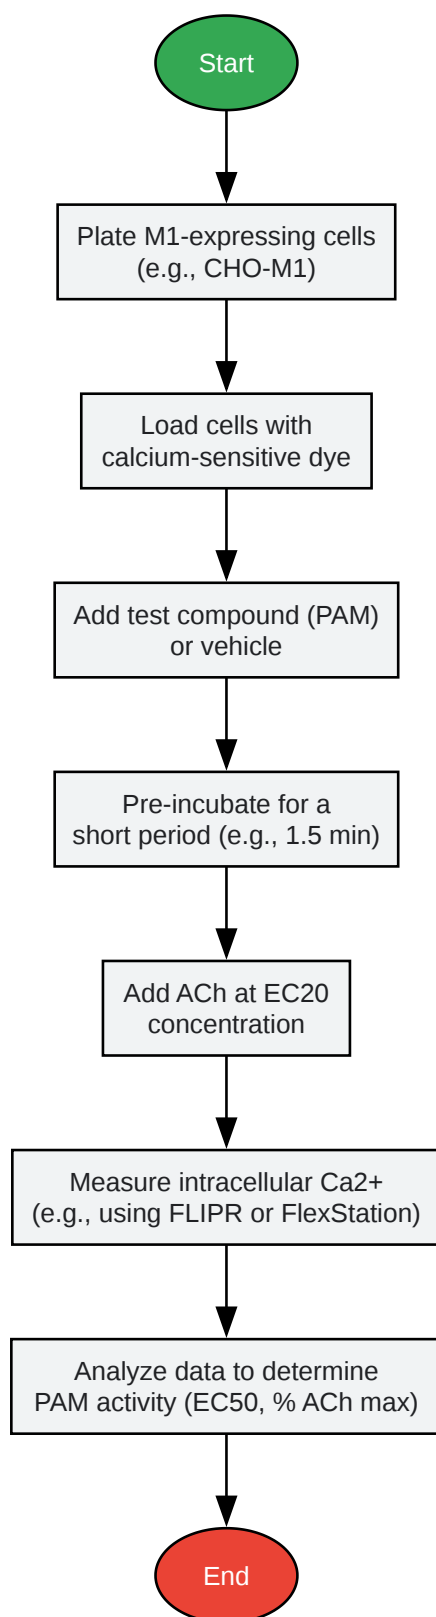 Start
Plate M1-expressing cells
(e.g., CHO-M1)
Load cells with
calcium-sensitive dye
Add test compound (PAM)
or vehicle
Pre-incubate for a
short period (e.g., 1.5 min)
Add ACh at EC20
concentration
Measure intracellular Ca2+
(e.g., using FLIPR or FlexStation)
Analyze data to determine
PAM activity (EC50, % ACh max)
End